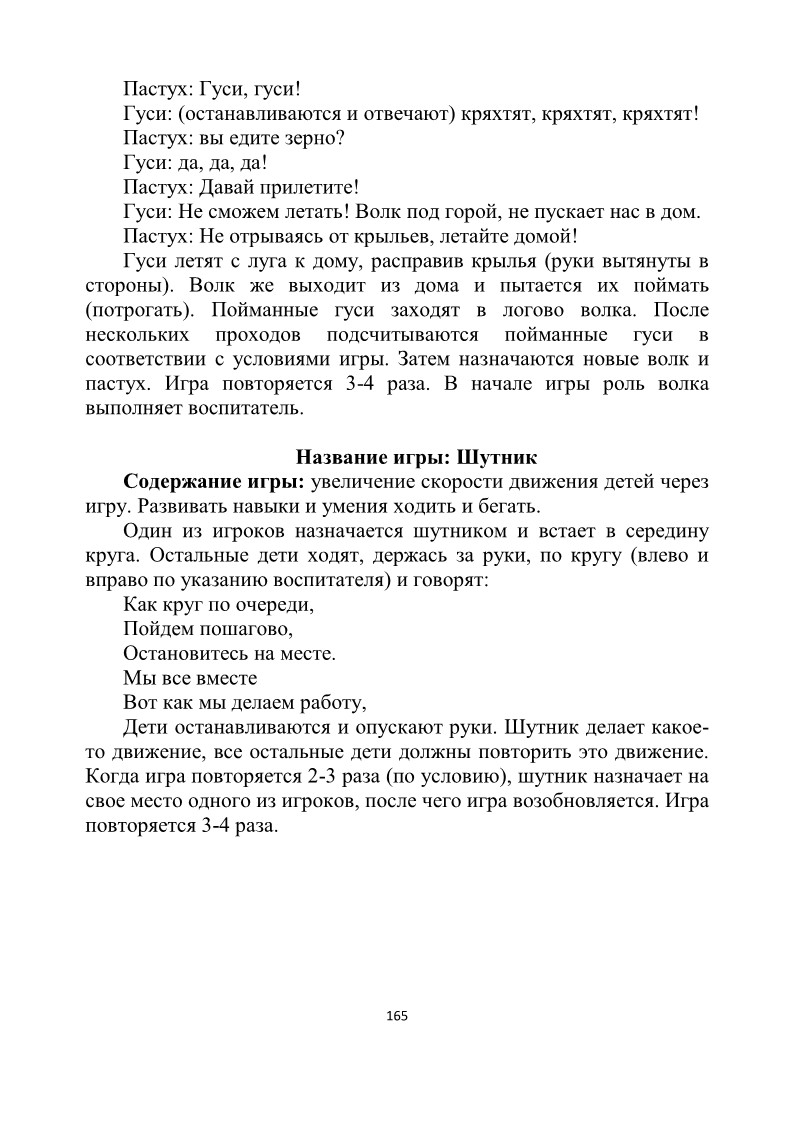 Пастух: Гуси, гуси!
Гуси: (останавливаются и отвечают) кряхтят, кряхтят, кряхтят!
Пастух: вы едите зерно?
Гуси: да, да, да!
Пастух: Давай прилетите!
Гуси: Не сможем летать! Волк под горой, не пускает нас в дом.
Пастух: Не отрываясь от крыльев, летайте домой!
Гуси летят с луга к дому, расправив крылья (руки вытянуты в
стороны). Волк же выходит из дома и пытается их поймать
(потрогать). Пойманные гуси заходят в логово волка. После
нескольких проходов подсчитываются пойманные гуси в
соответствии с условиями игры. Затем назначаются новые волк и
пастух. Игра повторяется 3-4 раза. В начале игры роль волка
выполняет воспитатель.
Название игры: Шутник
Содержание игры: увеличение скорости движения детей через
игру. Развивать навыки и умения ходить и бегать.
Один из игроков назначается шутником и встает в середину
круга. Остальные дети ходят, держась за руки, по кругу (влево и
вправо по указанию воспитателя) и говорят:
Как круг по очереди,
Пойдем пошагово,
Остановитесь на месте.
Мы все вместе
Вот как мы делаем работу,
Дети останавливаются и опускают руки. Шутник делает какое-
то движение, все остальные дети должны повторить это движение.
Когда игра повторяется 2-3 раза (по условию), шутник назначает на
свое место одного из игроков, после чего игра возобновляется. Игра
повторяется 3-4 раза.
165